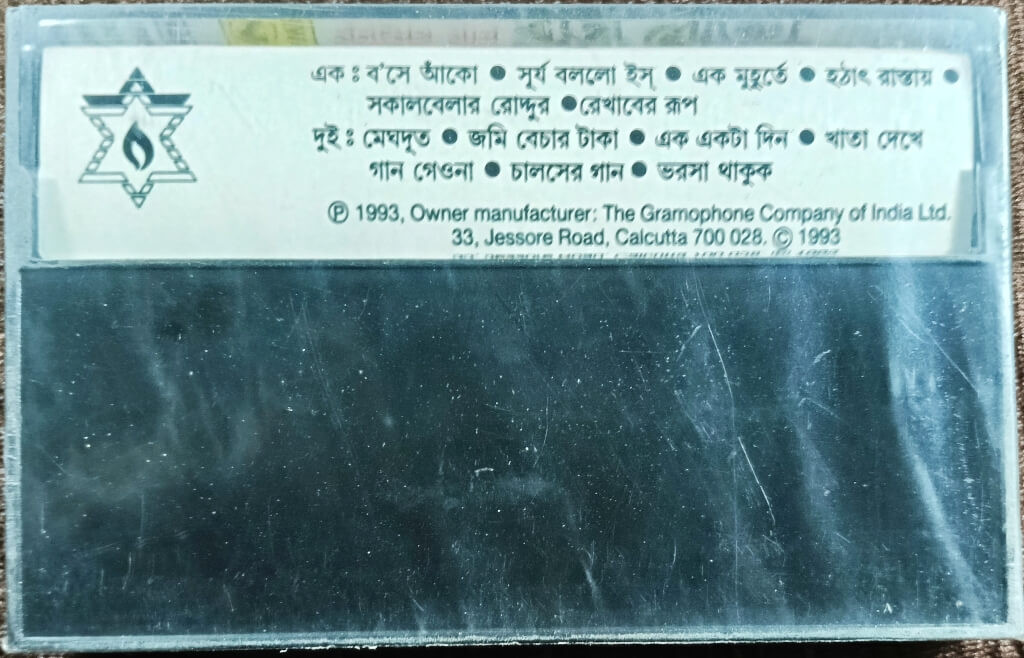 এক : ব'সে আঁকো ● সূর্য বললো ইস্ ● এক মুহূর্তে ● হঠাৎ রাস্তায় ●
সকালবেলার রোদ্দুর ● রেখাবের রূপ
দুই : মেঘদূত ● জমি বেচার টাকা ● এক একটা দিন ● খাতা দেখে
গান গেওনা ● চালসের গান ● ভরসা থাকুক
Ⓟ 1993, Owner manufacturer: The Gramophone Company of India Ltd.
33, Jessore Road, Calcutta 700 028. © 1993